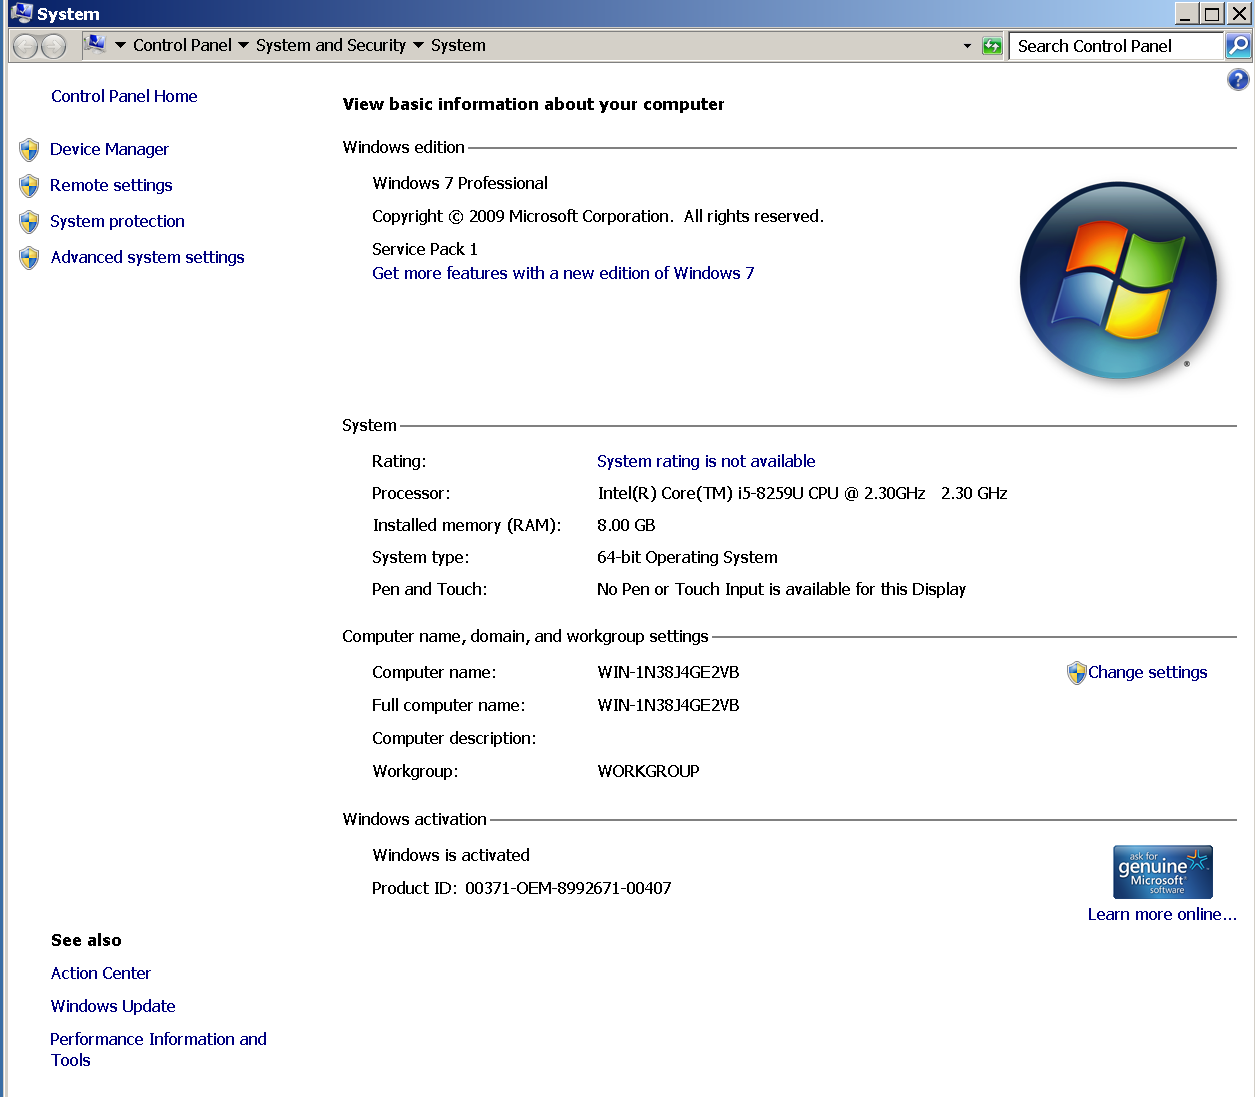 System
Control Panel System and Security System
Search Control Panel
Control Panel Home
Device Manager
Remote settings
System protection
Advanced system settings
View basic information about your computer
Windows edition
Windows 7 Professional
Copyright © 2009 Microsoft Corporation.  All rights reserved.
Service Pack 1
Get more features with a new edition of Windows 7
®
System
Rating: System rating is not available
Processor: Intel(R) Core(TM) i5-8259U CPU @ 2.30GHz   2.30 GHz
Installed memory (RAM): 8.00 GB
System type: 64-bit Operating System
Pen and Touch: No Pen or Touch Input is available for this Display
Computer name, domain, and workgroup settings
Computer name: WIN-1N38J4GE2VB
Change settings
Full computer name: WIN-1N38J4GE2VB
Computer description:
Workgroup: WORKGROUP
Windows activation
Windows is activated
Product ID: 00371-OEM-8992671-00407
ask for
genuine
Microsoft®
software
Learn more online...
See also
Action Center
Windows Update
Performance Information and
Tools